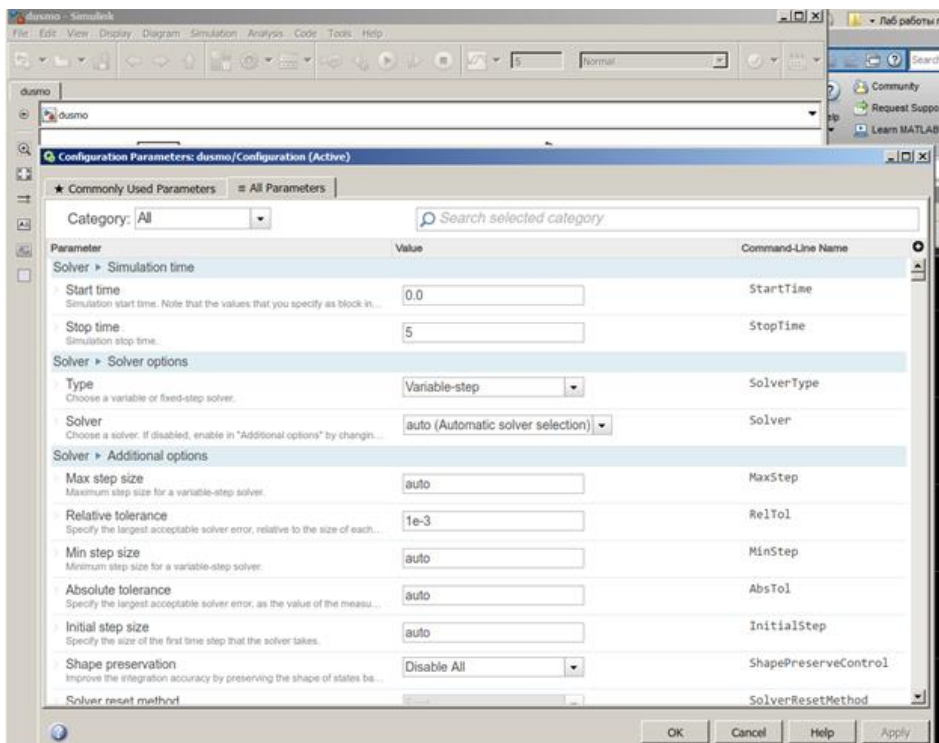 dusmo - Simulink
Лаб работы
File Edit View Display Diagram Simulation Analysis Code Tools Help
5 Normal
Search
dusmo
Community
dusmo
Request Suppo
Learn MATLAB
Configuration Parameters: dusmo/Configuration (Active)
★ Commonly Used Parameters ≡ All Parameters
Category: All Search selected category
Parameter Value Command-Line Name
Solver ▸ Simulation time
Start time 0.0 StartTime
Simulation start time. Note that the values that you specify as block in...
Stop time 5 StopTime
Simulation stop time.
Solver ▸ Solver options
Type Variable-step SolverType
Choose a variable or fixed-step solver.
Solver auto (Automatic solver selection) Solver
Choose a solver. If disabled, enable in "Additional options" by changin...
Solver ▸ Additional options
Max step size auto MaxStep
Maximum step size for a variable-step solver.
Relative tolerance 1e-3 RelTol
Specify the largest acceptable solver error, relative to the size of each...
Min step size auto MinStep
Minimum step size for a variable-step solver.
Absolute tolerance auto AbsTol
Specify the largest acceptable solver error, as the value of the measu...
Initial step size auto InitialStep
Specify the size of the first time step that the solver takes.
Shape preservation Disable All ShapePreserveControl
Improve the integration accuracy by preserving the shape of states ba...
Solver reset method SolverResetMethod
OK Cancel Help Apply